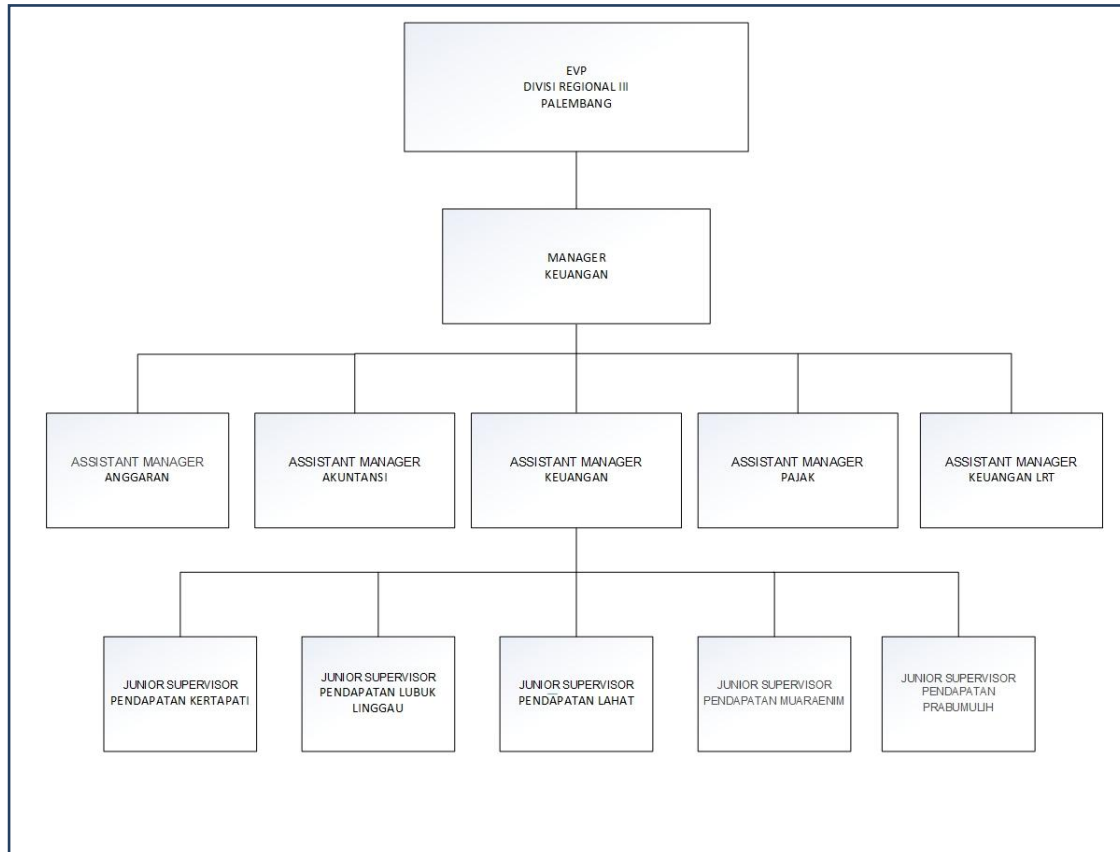 EVP
DIVISI REGIONAL III
PALEMBANG
MANAGER
KEUANGAN
ASSISTANT MANAGER
ANGGARAN
ASSISTANT MANAGER
AKUNTANSI
ASSISTANT MANAGER
KEUANGAN
ASSISTANT MANAGER
PAJAK
ASSISTANT MANAGER
KEUANGAN LRT
JUNIOR SUPERVISOR
PENDAPATAN KERTAPATI
JUNIOR SUPERVISOR
PENDAPATAN LUBUK
LINGGAU
JUNIOR SUPERVISOR
PENDAPATAN LAHAT
JUNIOR SUPERVISOR
PENDAPATAN MUARAENIM
JUNIOR SUPERVISOR
PENDAPATAN
PRABUMULIH